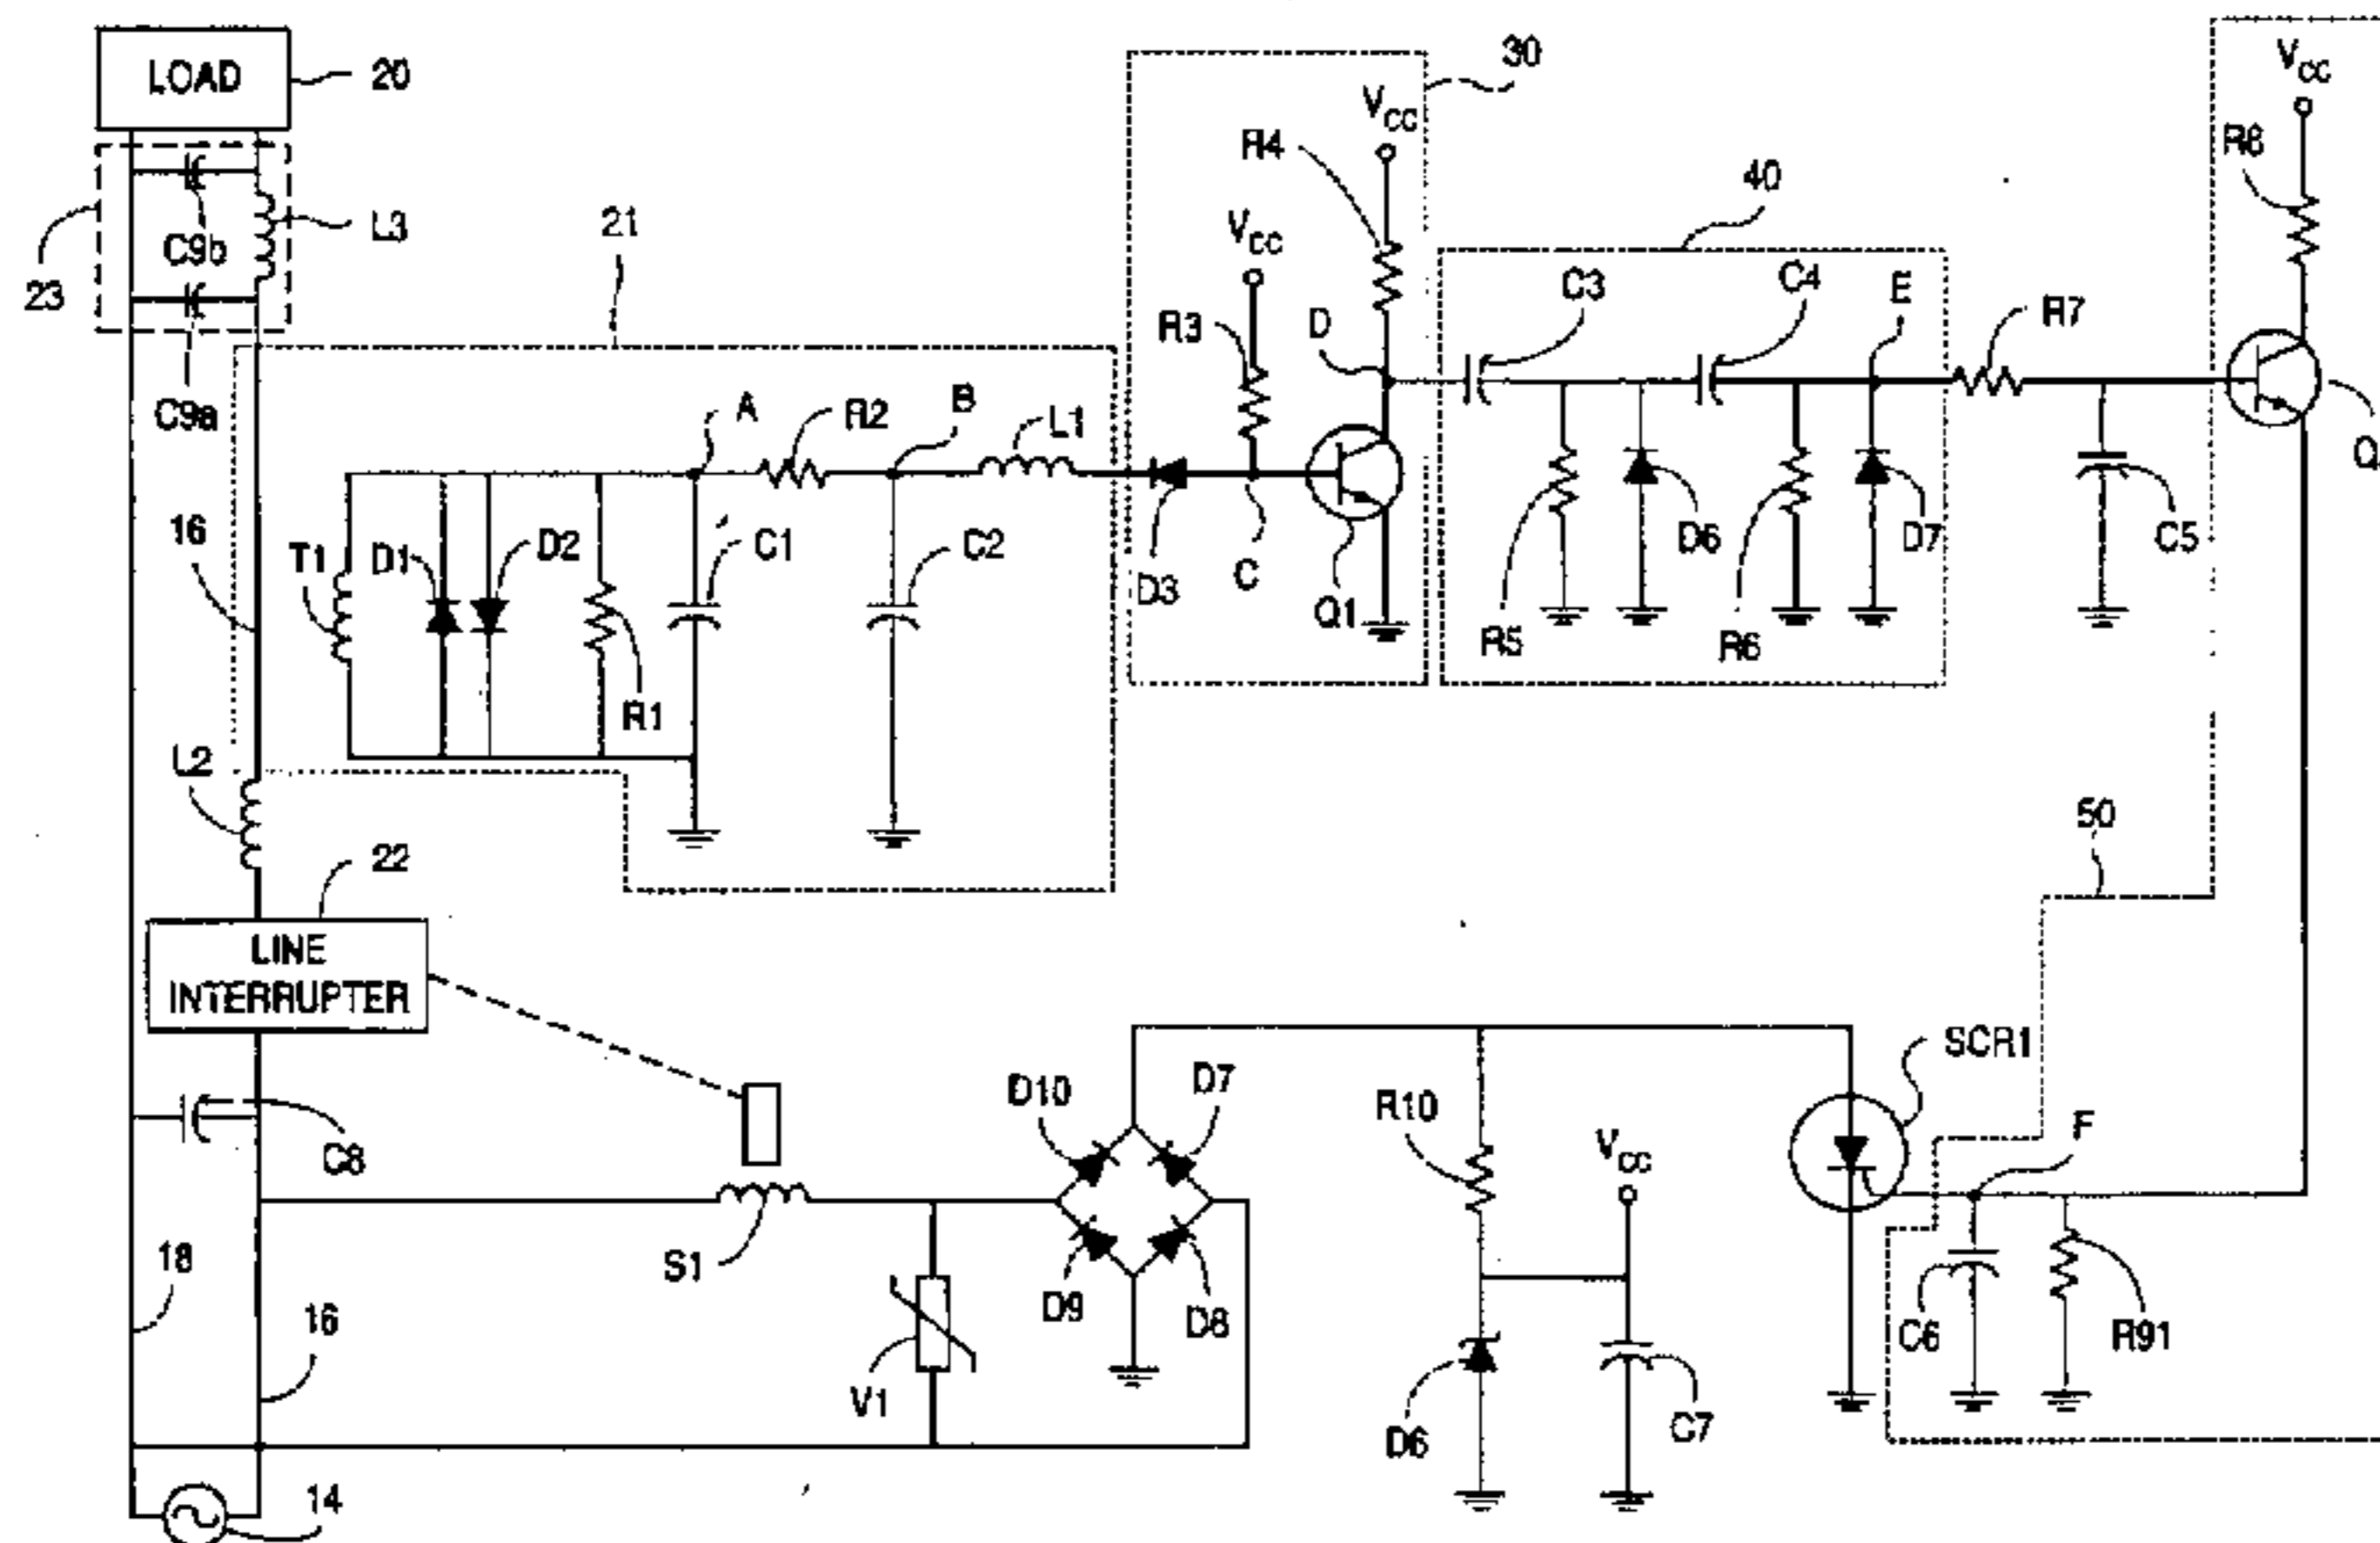 LOAD
20
30
VCC
R4
VCC
R8
40
L3
C9b
23
21
VCC
C3
C4
E
R7
R3
D
C9a
A
R2
B
L1
Q
16
T1
D1
D2
C1
C2
D3
C
Q1
R5
D6
R6
D7
C5
R1
L2
50
22
LINE
INTERRUPTER
SCR1
D10
D7
R10
F
C8
VCC
S1
18
D9
D8
16
V1
C6
R91
D6
C7
14